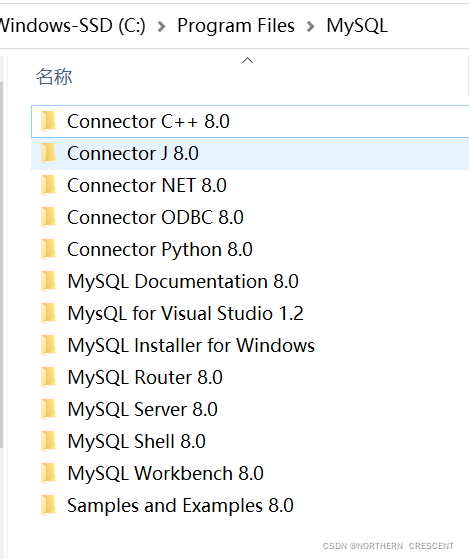 Windows-SSD (C:) > Program Files > MySQL
名称
Connector C++ 8.0
Connector J 8.0
Connector NET 8.0
Connector ODBC 8.0
Connector Python 8.0
MySQL Documentation 8.0
MysQL for Visual Studio 1.2
MySQL Installer for Windows
MySQL Router 8.0
MySQL Server 8.0
MySQL Shell 8.0
MySQL Workbench 8.0
Samples and Examples 8.0
CSDN @NORTHERN CRESCENT